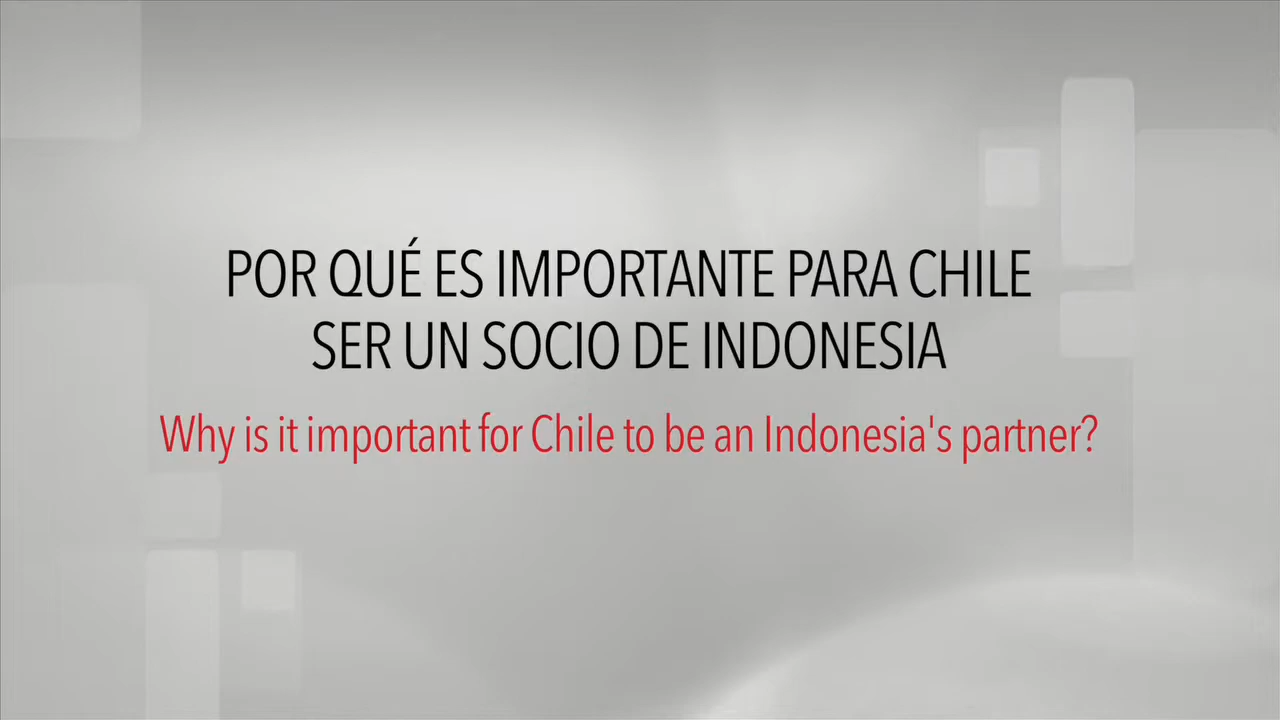 POR QUÉ ES IMPORTANTE PARA CHILE
SER UN SOCIO DE INDONESIA
Why is it important for Chile to be an Indonesia's partner?